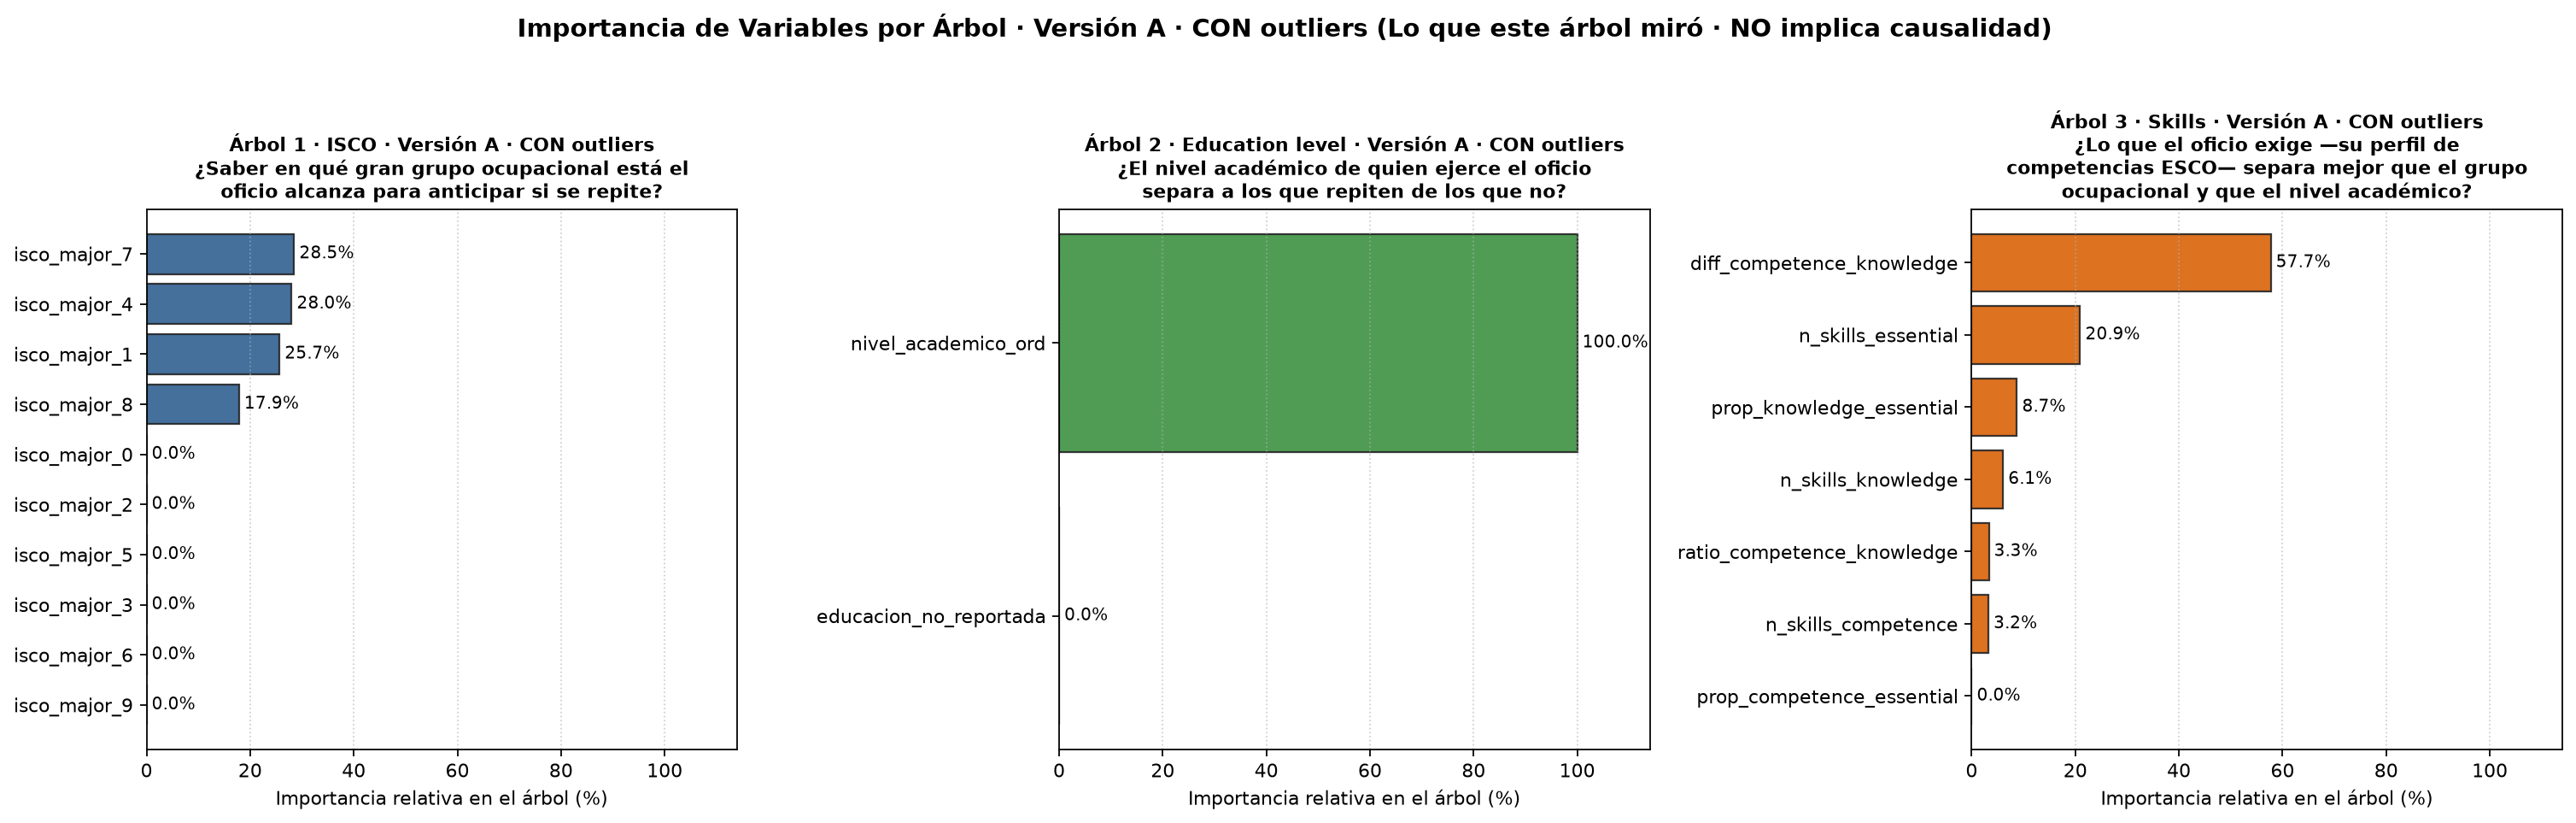 Importancia de Variables por Árbol · Versión A · CON outliers (Lo que este árbol miró · NO implica causalidad)
Árbol 1 · ISCO · Versión A · CON outliers
¿Saber en qué gran grupo ocupacional está el
oficio alcanza para anticipar si se repite?
isco_major_7
28.5%
isco_major_4
28.0%
isco_major_1
25.7%
isco_major_8
17.9%
isco_major_0
0.0%
isco_major_2
0.0%
isco_major_5
0.0%
isco_major_3
0.0%
isco_major_6
0.0%
isco_major_9
0.0%
0 20 40 60 80 100
Importancia relativa en el árbol (%)
Árbol 2 · Education level · Versión A · CON outliers
¿El nivel académico de quien ejerce el oficio
separa a los que repiten de los que no?
nivel_academico_ord
100.0%
educacion_no_reportada
0.0%
0 20 40 60 80 100
Importancia relativa en el árbol (%)
Árbol 3 · Skills · Versión A · CON outliers
¿Lo que el oficio exige —su perfil de
competencias ESCO— separa mejor que el grupo
ocupacional y que el nivel académico?
diff_competence_knowledge
57.7%
n_skills_essential
20.9%
prop_knowledge_essential
8.7%
n_skills_knowledge
6.1%
ratio_competence_knowledge
3.3%
n_skills_competence
3.2%
prop_competence_essential
0.0%
0 20 40 60 80 100
Importancia relativa en el árbol (%)